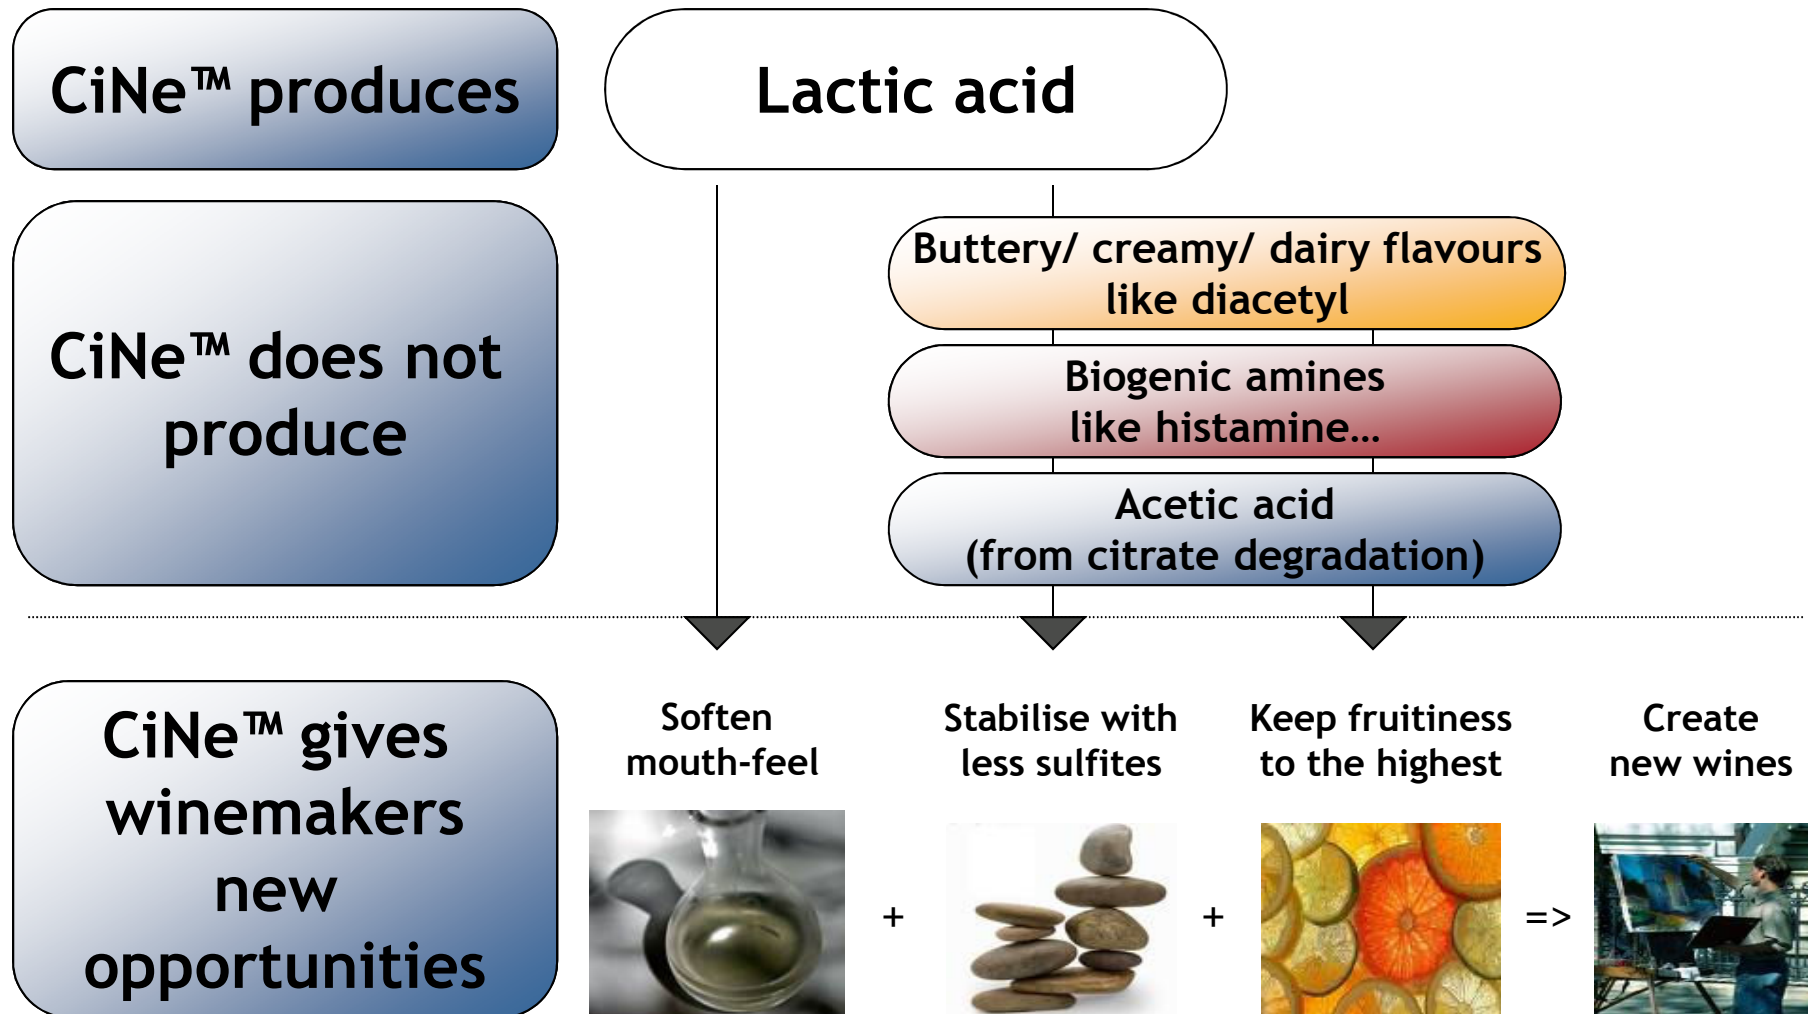 CiNe™ produces
Lactic acid
CiNe™ does not
produce
Buttery/ creamy/ dairy flavours
like diacetyl
Biogenic amines
like histamine…
Acetic acid
(from citrate degradation)
CiNe™ gives
winemakers
new
opportunities
Soften
mouth-feel
Stabilise with
less sulfites
Keep fruitiness
to the highest
Create
new wines
+
+
=>